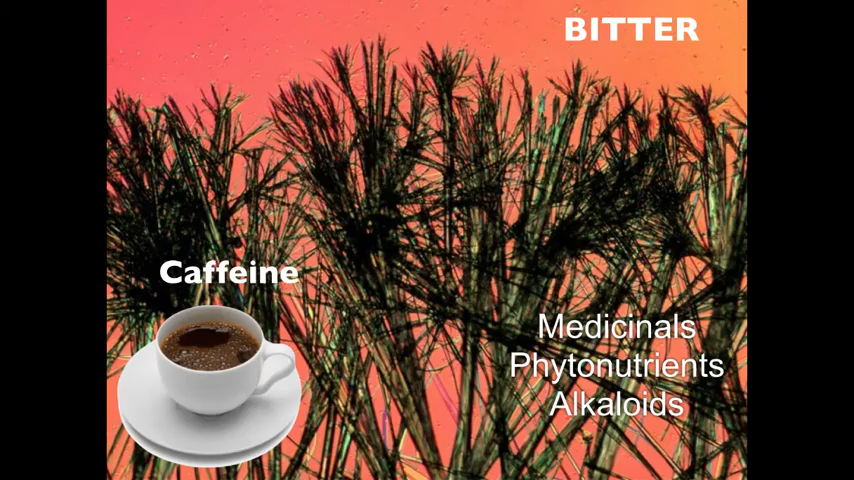 BITTER
Caffeine
Medicinals
Phytonutrients
Alkaloids